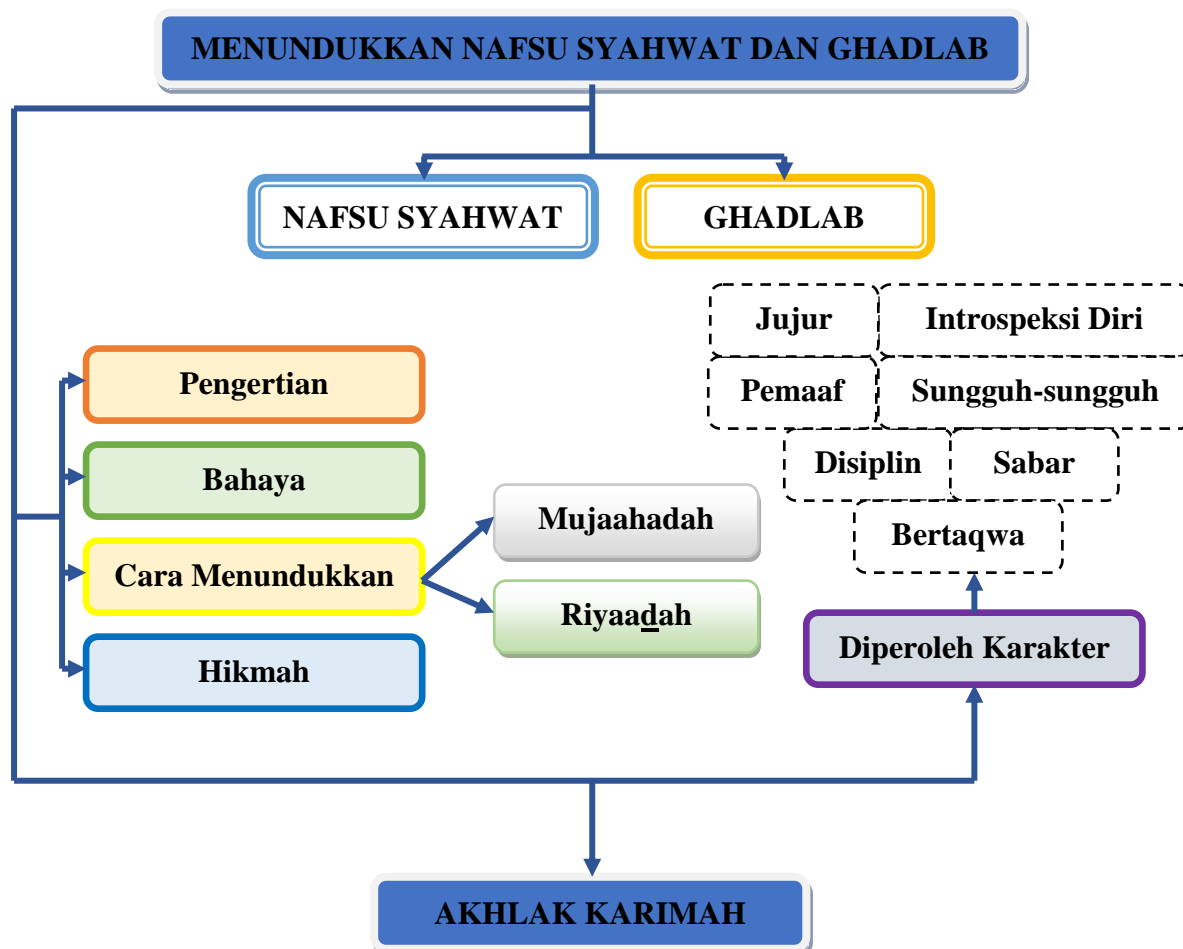 MENUNDUKKAN NAFSU SYAHWAT DAN GHADLAB
NAFSU SYAHWAT
GHADLAB
Jujur
Introspeksi Diri
Pemaaf
Sungguh-sungguh
Disiplin
Sabar
Bertaqwa
Diperoleh Karakter
Pengertian
Bahaya
Cara Menundukkan
Hikmah
Mujaahadah
Riyaadah
AKHLAK KARIMAH